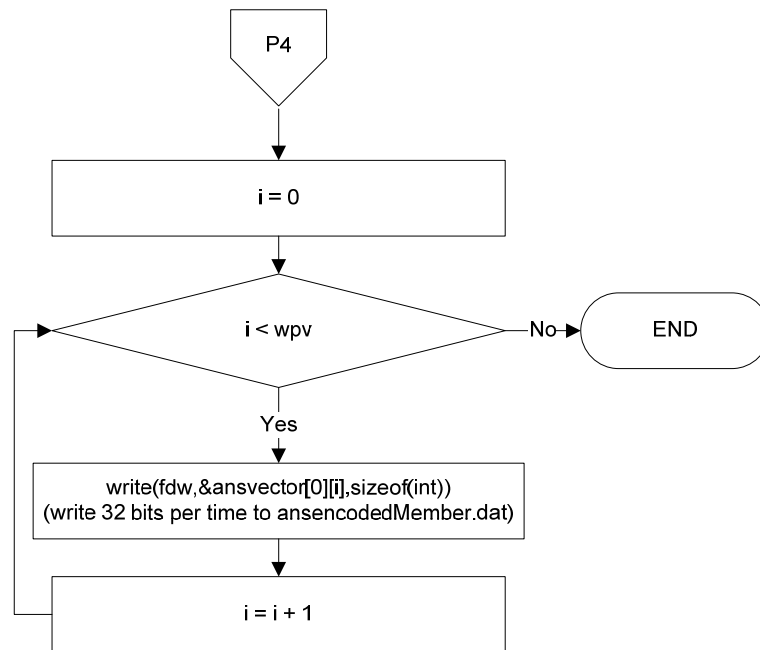 P4
i = 0
i < wpv
No
END
Yes
write(fdw,&ansvector[0][i],sizeof(int))
(write 32 bits per time to ansencodedMember.dat)
i = i + 1